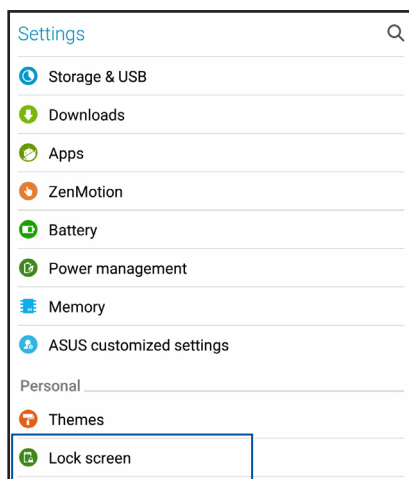 Settings
Storage & USB
Downloads
Apps
ZenMotion
Battery
Power management
Memory
ASUS customized settings
Personal
Themes
Lock screen